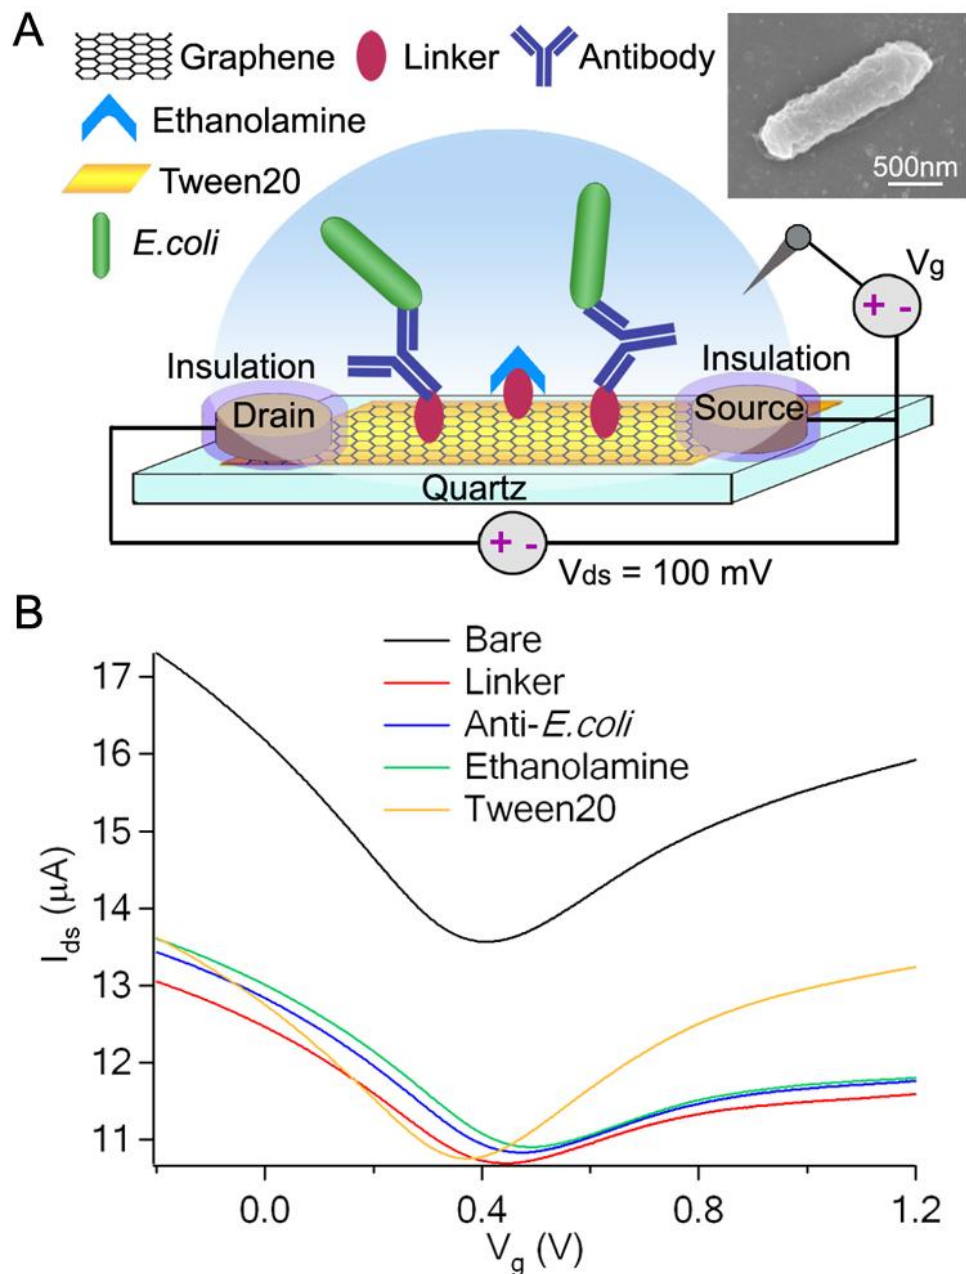 A
Graphene Linker Antibody
Ethanolamine
Tween20
E.coli
500nm
Vg
+ -
Insulation
Insulation
Drain
Source
Quartz
+ -
Vds = 100 mV
B
Bare
Linker
Anti-E.coli
Ethanolamine
Tween20
17
16
15
14
13
12
11
Ids (μA)
0.0 0.4 0.8 1.2
Vg (V)